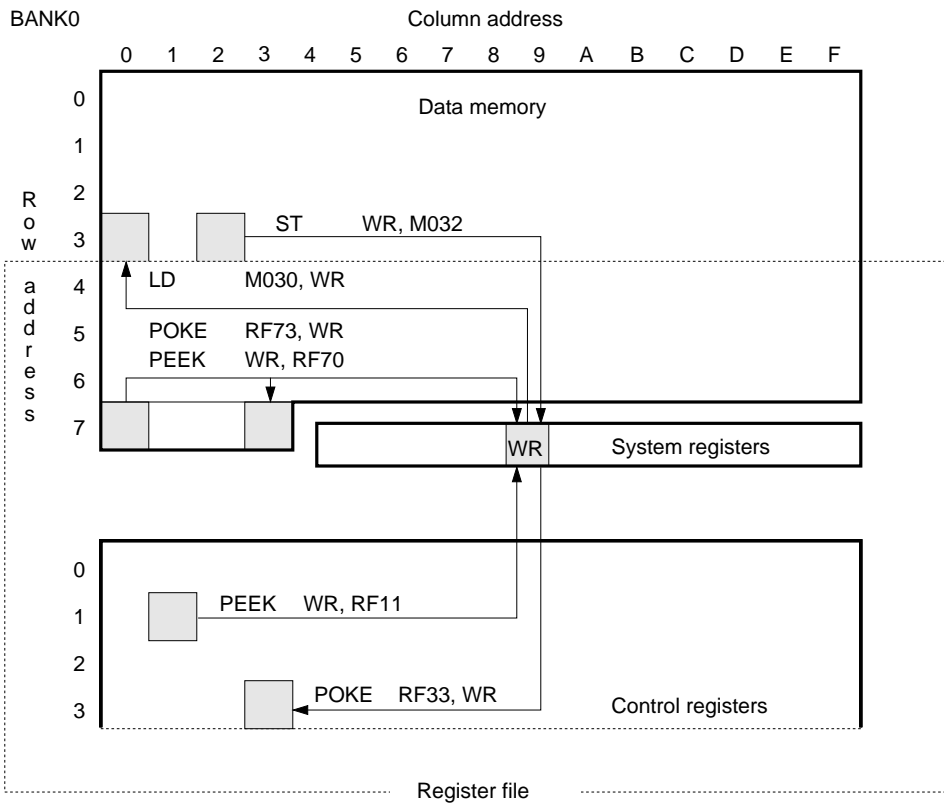 BANK0
Column address
0 1 2 3 4 5 6 7 8 9 A B C D E F
Data memory
Row address
0
1
2
3
4
5
6
7
ST WR, M032
LD M030, WR
POKE RF73, WR
PEEK WR, RF70
WR
System registers
0
1
2
3
PEEK WR, RF11
POKE RF33, WR
Control registers
Register file